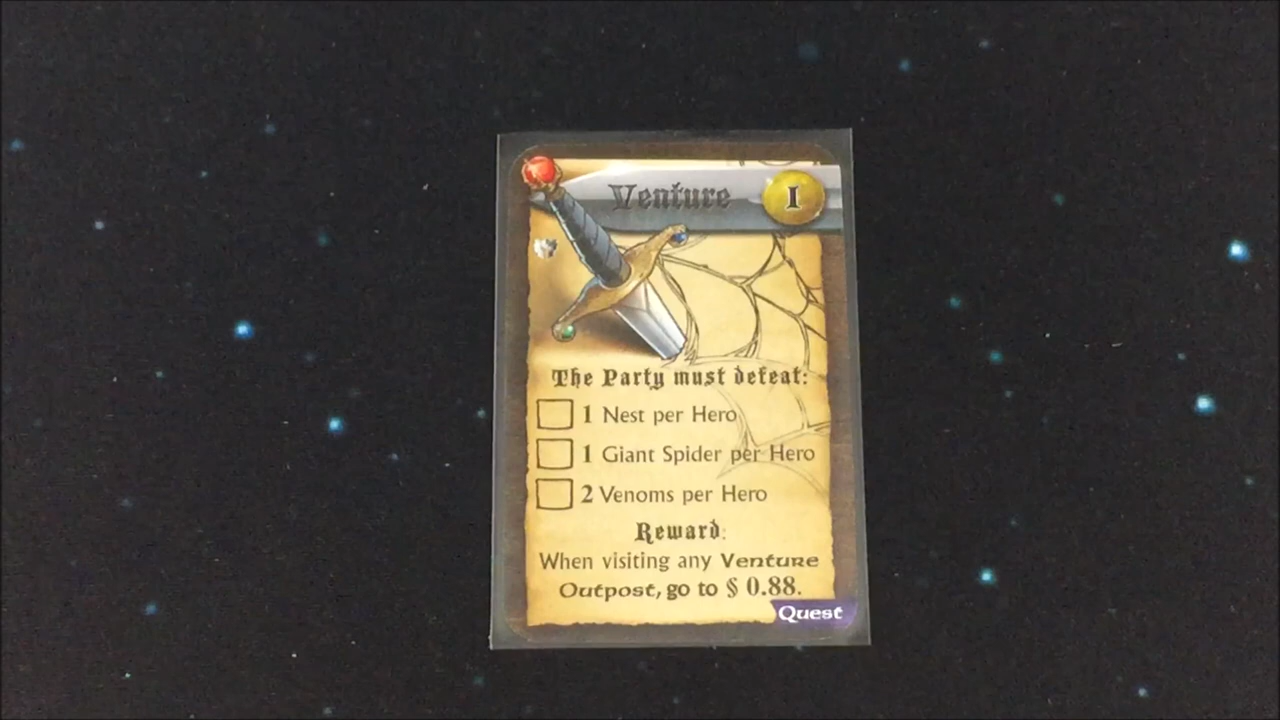 Venture
I
The Party must defeat:
1 Nest per Hero
1 Giant Spider per Hero
2 Venoms per Hero
Reward:
When visiting any Venture
Outpost, go to § 0.88.
Quest